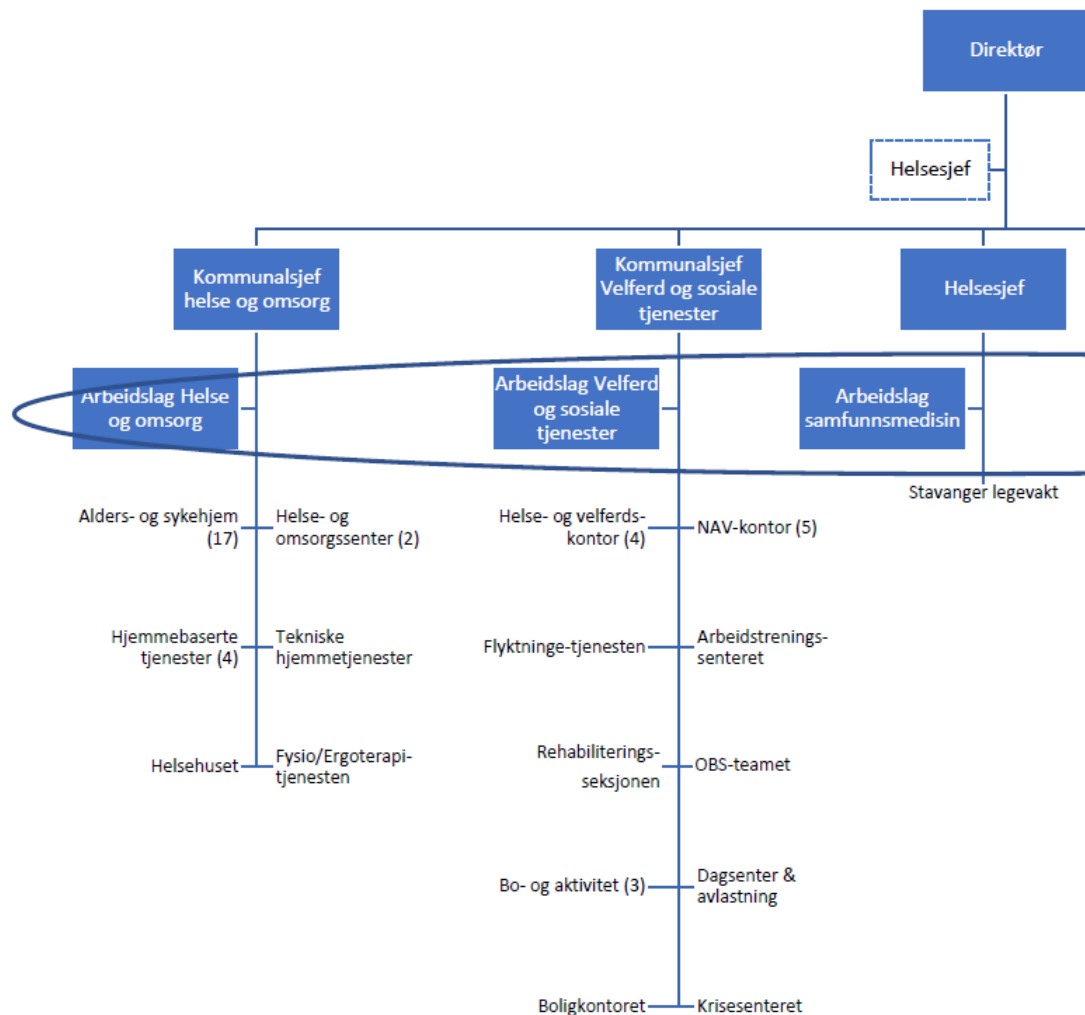 Direktør
Helsesjef
Kommunalsjef
helse og omsorg
Kommunalsjef
Velferd og sosiale
tjenester
Helsesjef
Arbeidslag Helse
og omsorg
Arbeidslag Velferd
og sosiale
tjenester
Arbeidslag
samfunnsmedisin
Stavanger legevakt
Alders- og sykehjem
(17)
Helse- og
omsorgssenter (2)
Hjemmebaserte
tjenester (4)
Tekniske
hjemmetjenester
Helsehuset
Fysio/Ergoterapi-
tjenesten
Helse- og velferds-
kontor (4)
NAV-kontor (5)
Flyktninge-tjenesten
Arbeidstrenings-
senteret
Rehabiliterings-
seksjonen
OBS-teamet
Bo- og aktivitet (3)
Dagsenter &
avlastning
Boligkontoret
Krisesenteret